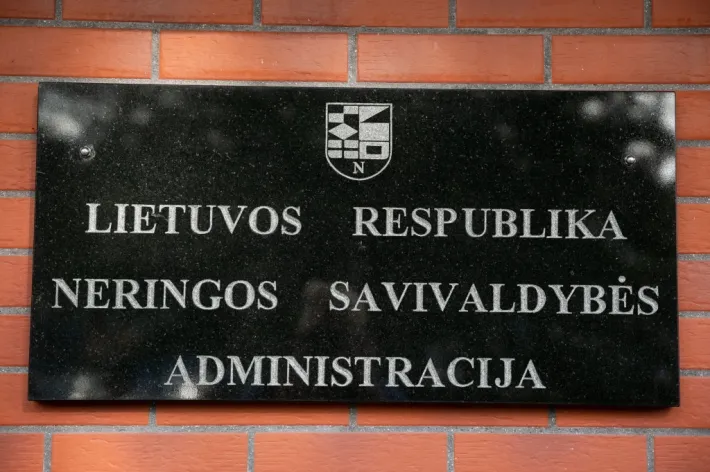 N
LIETUVOS RESPUBLIKA
NERINGOS SAVIVALDYBĖS
ADMINISTRACIJA